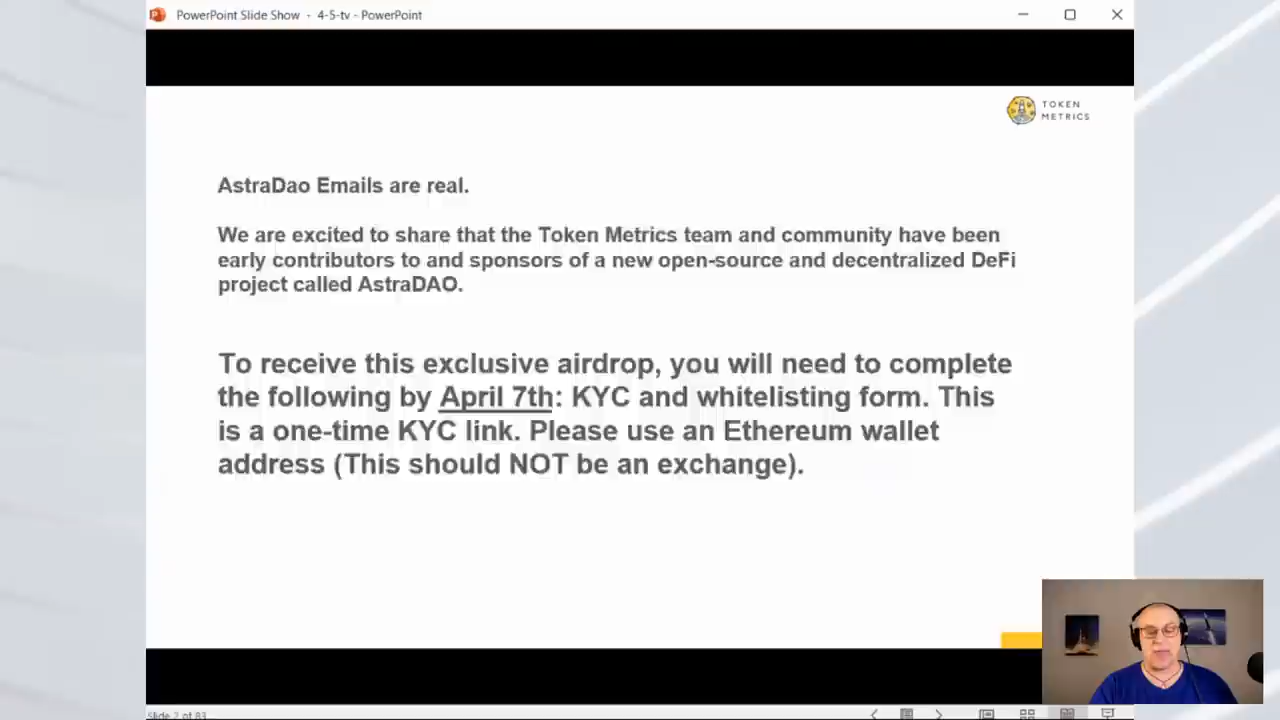 PowerPoint Slide Show - 4-5-tv - PowerPoint
TOKEN
METRICS
AstraDao Emails are real.
We are excited to share that the Token Metrics team and community have been
early contributors to and sponsors of a new open-source and decentralized DeFi
project called AstraDAO.
To receive this exclusive airdrop, you will need to complete
the following by April 7th: KYC and whitelisting form. This
is a one-time KYC link. Please use an Ethereum wallet
address (This should NOT be an exchange).
Slide 2 of 83